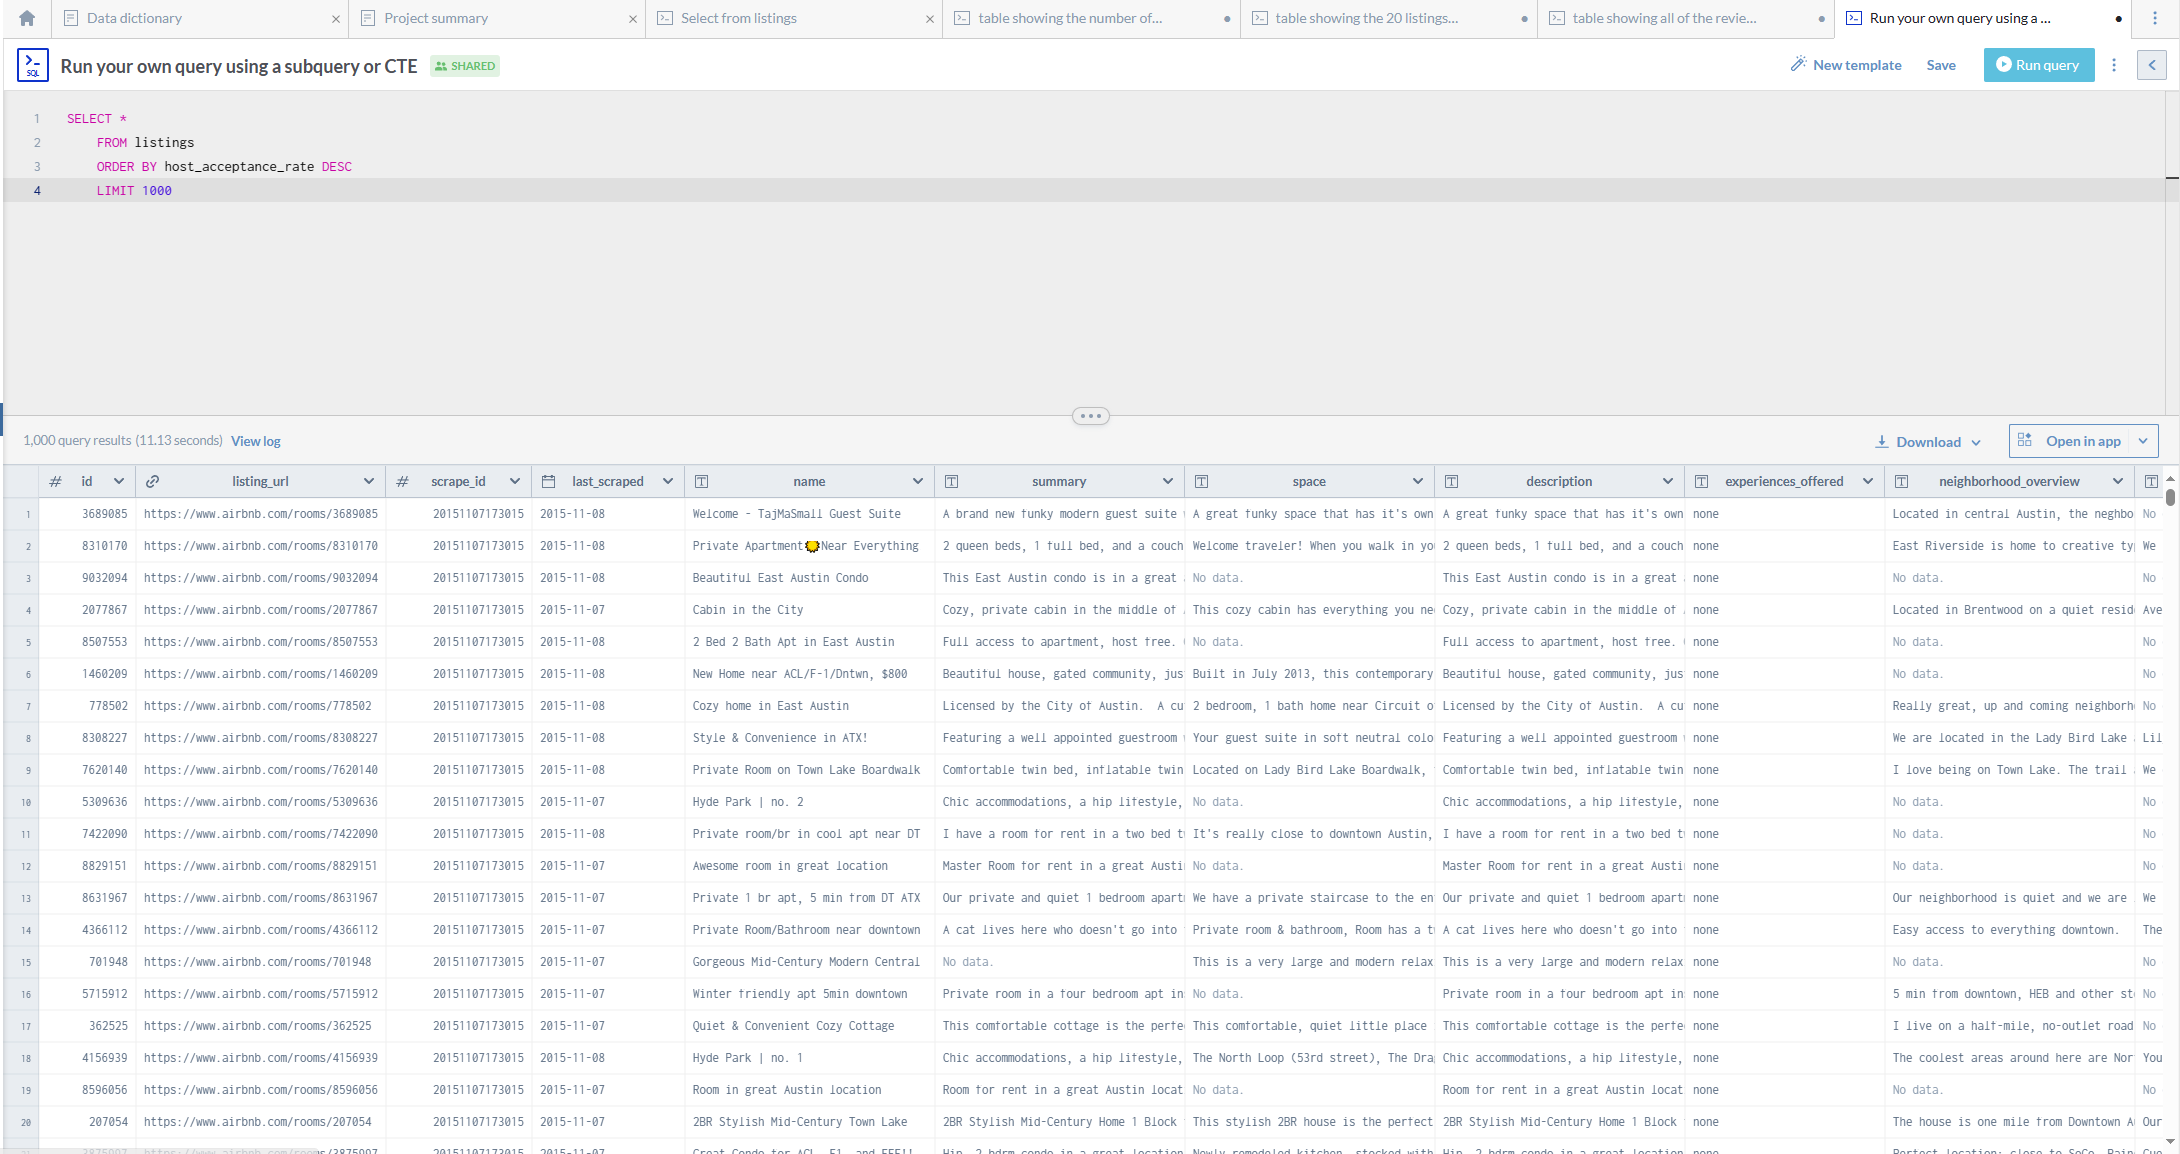 Data dictionary × Project summary × Select from listings × table showing the number of... table showing the 20 listings... table showing all of the revie... Run your own query using a ...
SQL Run your own query using a subquery or CTE SHARED New template Save Run query
1 SELECT *
2 FROM listings
3 ORDER BY host_acceptance_rate DESC
4 LIMIT 1000
1,000 query results (11.13 seconds) View log Download Open in app
# id listing_url # scrape_id last_scraped name summary space description experiences_offered neighborhood_overview
1 3689085 https://www.airbnb.com/rooms/3689085 20151107173015 2015-11-08 Welcome - TajMaSmall Guest Suite A brand new funky modern guest suite A great funky space that has it's own A great funky space that has it's own none Located in central Austin, the neghbo No
2 8310170 https://www.airbnb.com/rooms/8310170 20151107173015 2015-11-08 Private Apartment Near Everything 2 queen beds, 1 full bed, and a couch Welcome traveler! When you walk in yo 2 queen beds, 1 full bed, and a couch none East Riverside is home to creative ty We
3 9032094 https://www.airbnb.com/rooms/9032094 20151107173015 2015-11-08 Beautiful East Austin Condo This East Austin condo is in a great No data. This East Austin condo is in a great none No data. No
4 2077867 https://www.airbnb.com/rooms/2077867 20151107173015 2015-11-07 Cabin in the City Cozy, private cabin in the middle of This cozy cabin has everything you ne Cozy, private cabin in the middle of none Located in Brentwood on a quiet resid Ave
5 8507553 https://www.airbnb.com/rooms/8507553 20151107173015 2015-11-08 2 Bed 2 Bath Apt in East Austin Full access to apartment, host free. No data. Full access to apartment, host free. none No data. No
6 1460209 https://www.airbnb.com/rooms/1460209 20151107173015 2015-11-08 New Home near ACL/F-1/Dntwn, $800 Beautiful house, gated community, jus Built in July 2013, this contemporary Beautiful house, gated community, jus none No data. No
7 778502 https://www.airbnb.com/rooms/778502 20151107173015 2015-11-08 Cozy home in East Austin Licensed by the City of Austin. A cu 2 bedroom, 1 bath home near Circuit o Licensed by the City of Austin. A cu none Really great, up and coming neighborh No
8 8308227 https://www.airbnb.com/rooms/8308227 20151107173015 2015-11-08 Style & Convenience in ATX! Featuring a well appointed guestroom Your guest suite in soft neutral colo Featuring a well appointed guestroom none We are located in the Lady Bird Lake Lil
9 7620140 https://www.airbnb.com/rooms/7620140 20151107173015 2015-11-08 Private Room on Town Lake Boardwalk Comfortable twin bed, inflatable twin Located on Lady Bird Lake Boardwalk, Comfortable twin bed, inflatable twin none I love being on Town Lake. The trail We
10 5309636 https://www.airbnb.com/rooms/5309636 20151107173015 2015-11-07 Hyde Park | no. 2 Chic accommodations, a hip lifestyle, No data. Chic accommodations, a hip lifestyle, none No data. No
11 7422090 https://www.airbnb.com/rooms/7422090 20151107173015 2015-11-08 Private room/br in cool apt near DT I have a room for rent in a two bed t It's really close to downtown Austin, I have a room for rent in a two bed t none No data. No
12 8829151 https://www.airbnb.com/rooms/8829151 20151107173015 2015-11-07 Awesome room in great location Master Room for rent in a great Austi No data. Master Room for rent in a great Austi none No data. No
13 8631967 https://www.airbnb.com/rooms/8631967 20151107173015 2015-11-07 Private 1 br apt, 5 min from DT ATX Our private and quiet 1 bedroom apart We have a private staircase to the en Our private and quiet 1 bedroom apart none Our neighborhood is quiet and we are We
14 4366112 https://www.airbnb.com/rooms/4366112 20151107173015 2015-11-07 Private Room/Bathroom near downtown A cat lives here who doesn't go into Private room & bathroom, Room has a t A cat lives here who doesn't go into none Easy access to everything downtown. The
15 701948 https://www.airbnb.com/rooms/701948 20151107173015 2015-11-07 Gorgeous Mid-Century Modern Central No data. This is a very large and modern relax This is a very large and modern relax none No data. No
16 5715912 https://www.airbnb.com/rooms/5715912 20151107173015 2015-11-07 Winter friendly apt 5min downtown Private room in a four bedroom apt in No data. Private room in a four bedroom apt in none 5 min from downtown, HEB and other st No
17 362525 https://www.airbnb.com/rooms/362525 20151107173015 2015-11-07 Quiet & Convenient Cozy Cottage This comfortable cottage is the perfe This comfortable, quiet little place This comfortable cottage is the perfe none I live on a half-mile, no-outlet road No
18 4156939 https://www.airbnb.com/rooms/4156939 20151107173015 2015-11-08 Hyde Park | no. 1 Chic accommodations, a hip lifestyle, The North Loop (53rd street), The Dra Chic accommodations, a hip lifestyle, none The coolest areas around here are Nor You
19 8596056 https://www.airbnb.com/rooms/8596056 20151107173015 2015-11-07 Room in great Austin location Room for rent in a great Austin locat No data. Room for rent in a great Austin locat none No data. No
20 207054 https://www.airbnb.com/rooms/207054 20151107173015 2015-11-07 2BR Stylish Mid-Century Town Lake 2BR Stylish Mid-Century Home 1 Block This stylish 2BR house is the perfect 2BR Stylish Mid-Century Home 1 Block none The house is one mile from Downtown A Our